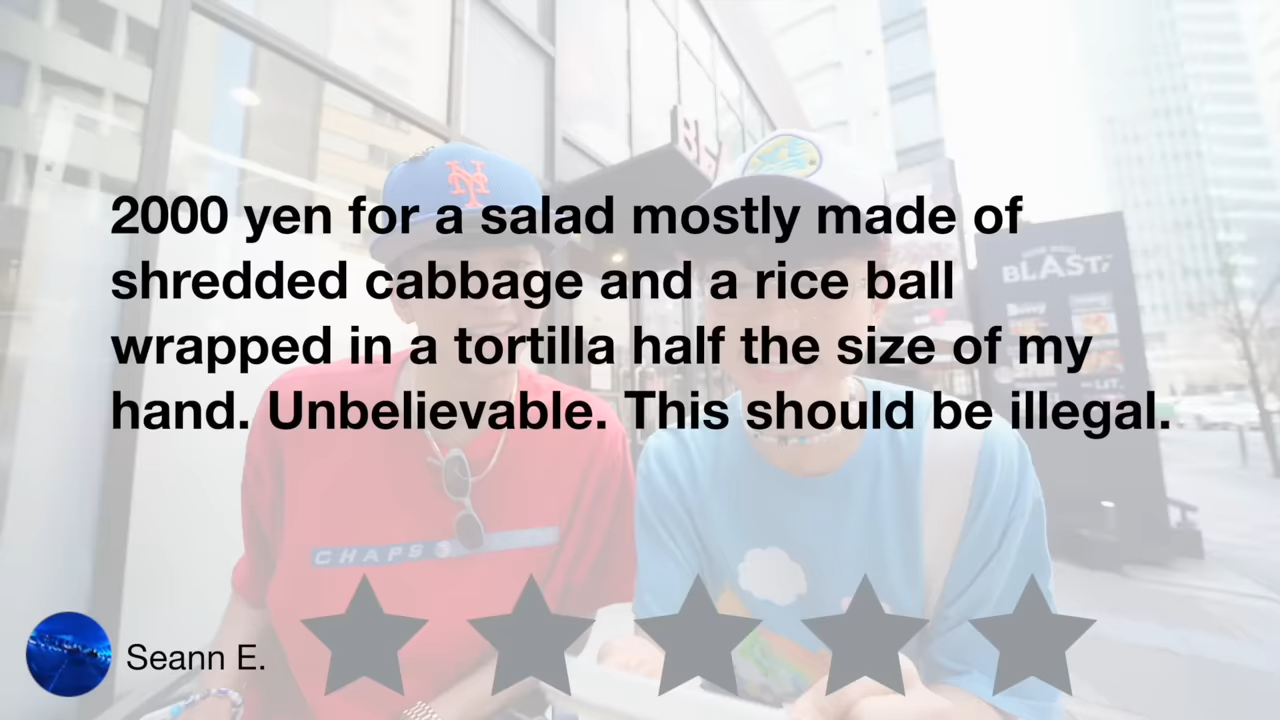 BL
BLAST
2000 yen for a salad mostly made of
shredded cabbage and a rice ball
wrapped in a tortilla half the size of my
hand. Unbelievable. This should be illegal.
CHAPS
Seann E.